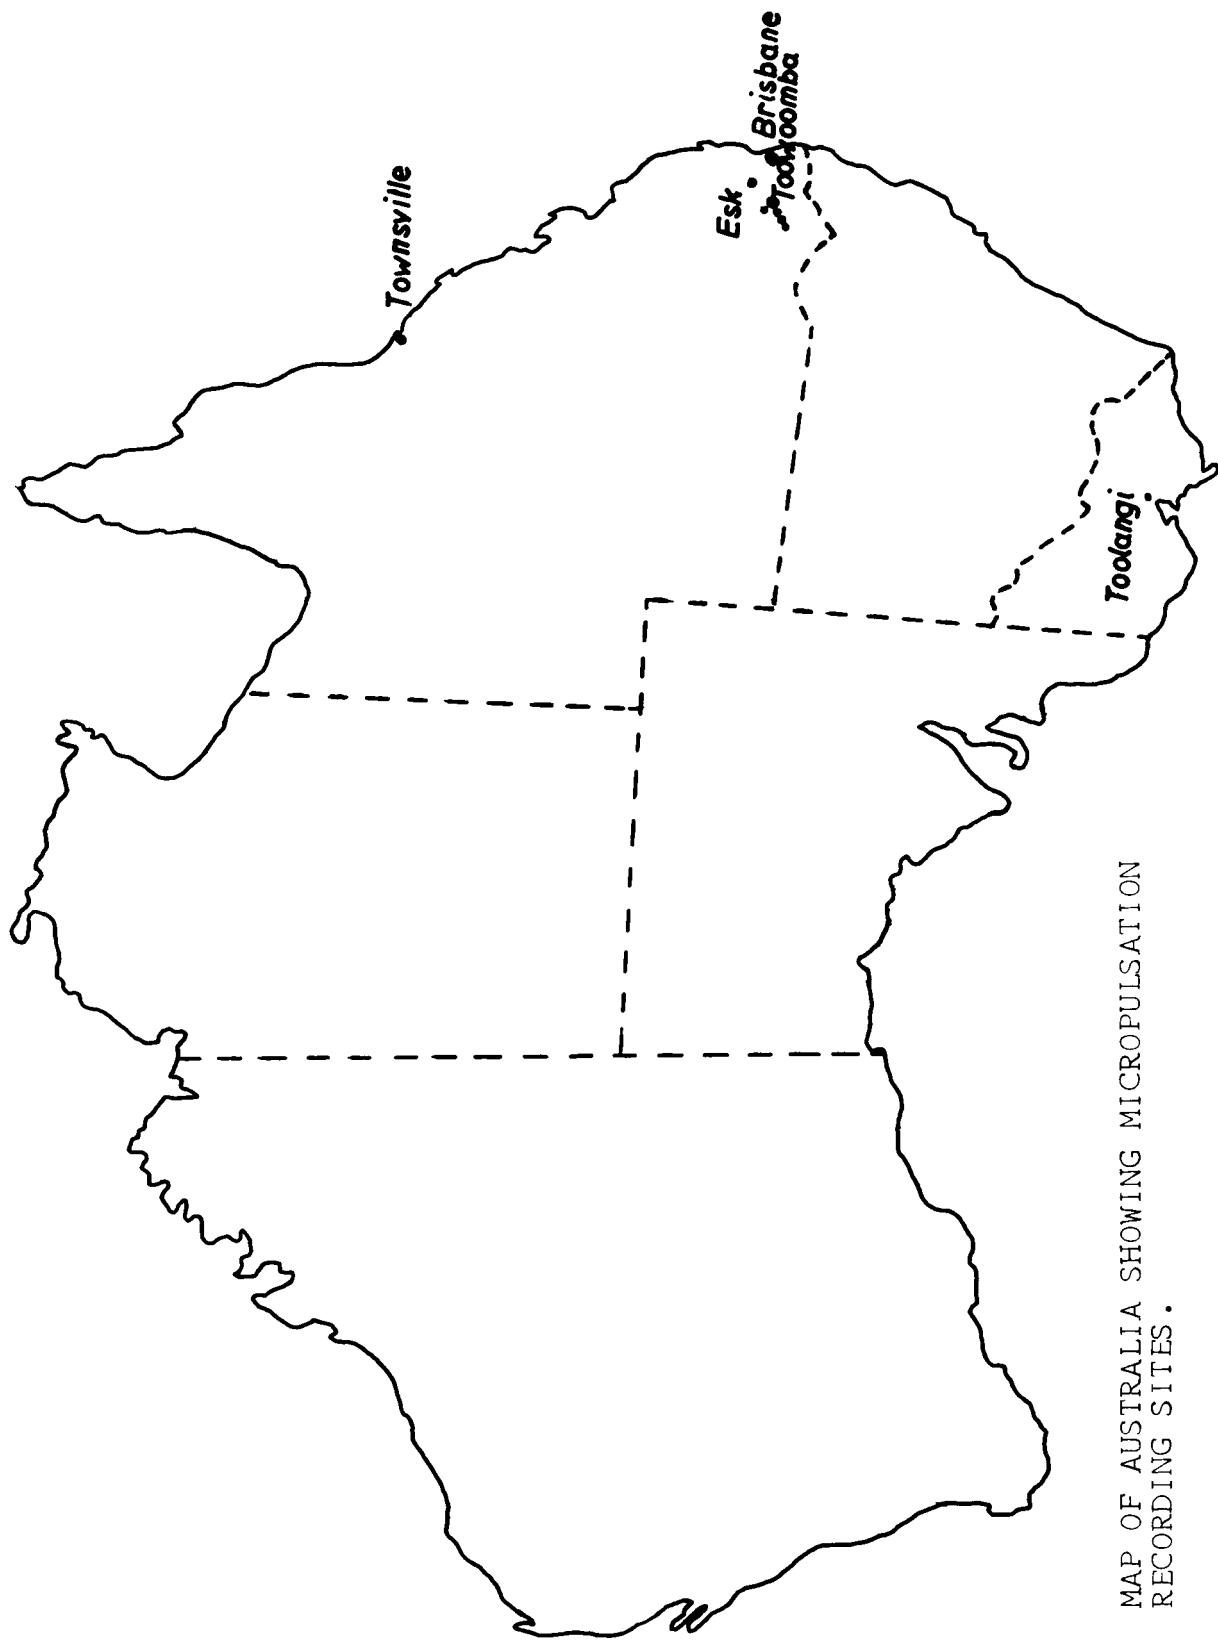 Townsville
Esk
Brisbane
Toowoomba
Toolangi
MAP OF AUSTRALIA SHOWING MICROPULSATION
RECORDING SITES.